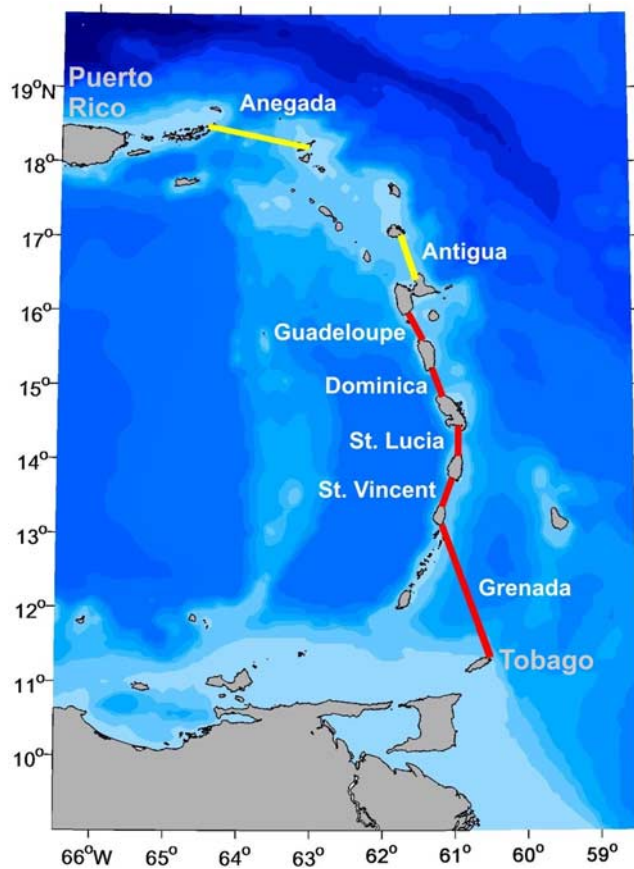 19°N
Puerto
Rico
Anegada
18°
17°
Antigua
16°
Guadeloupe
15°
Dominica
St. Lucia
14°
St. Vincent
13°
Grenada
12°
Tobago
11°
10°
66°W 65° 64° 63° 62° 61° 60° 59°